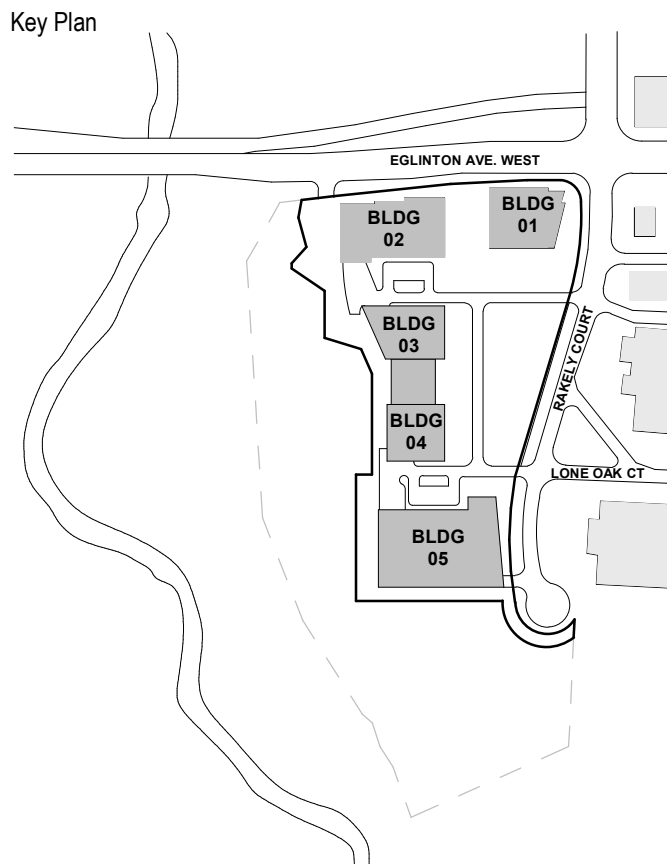 Key Plan
EGLINTON AVE. WEST
BLDG
01
BLDG
02
BLDG
03
RAKELY COURT
BLDG
04
LONE OAK CT
BLDG
05